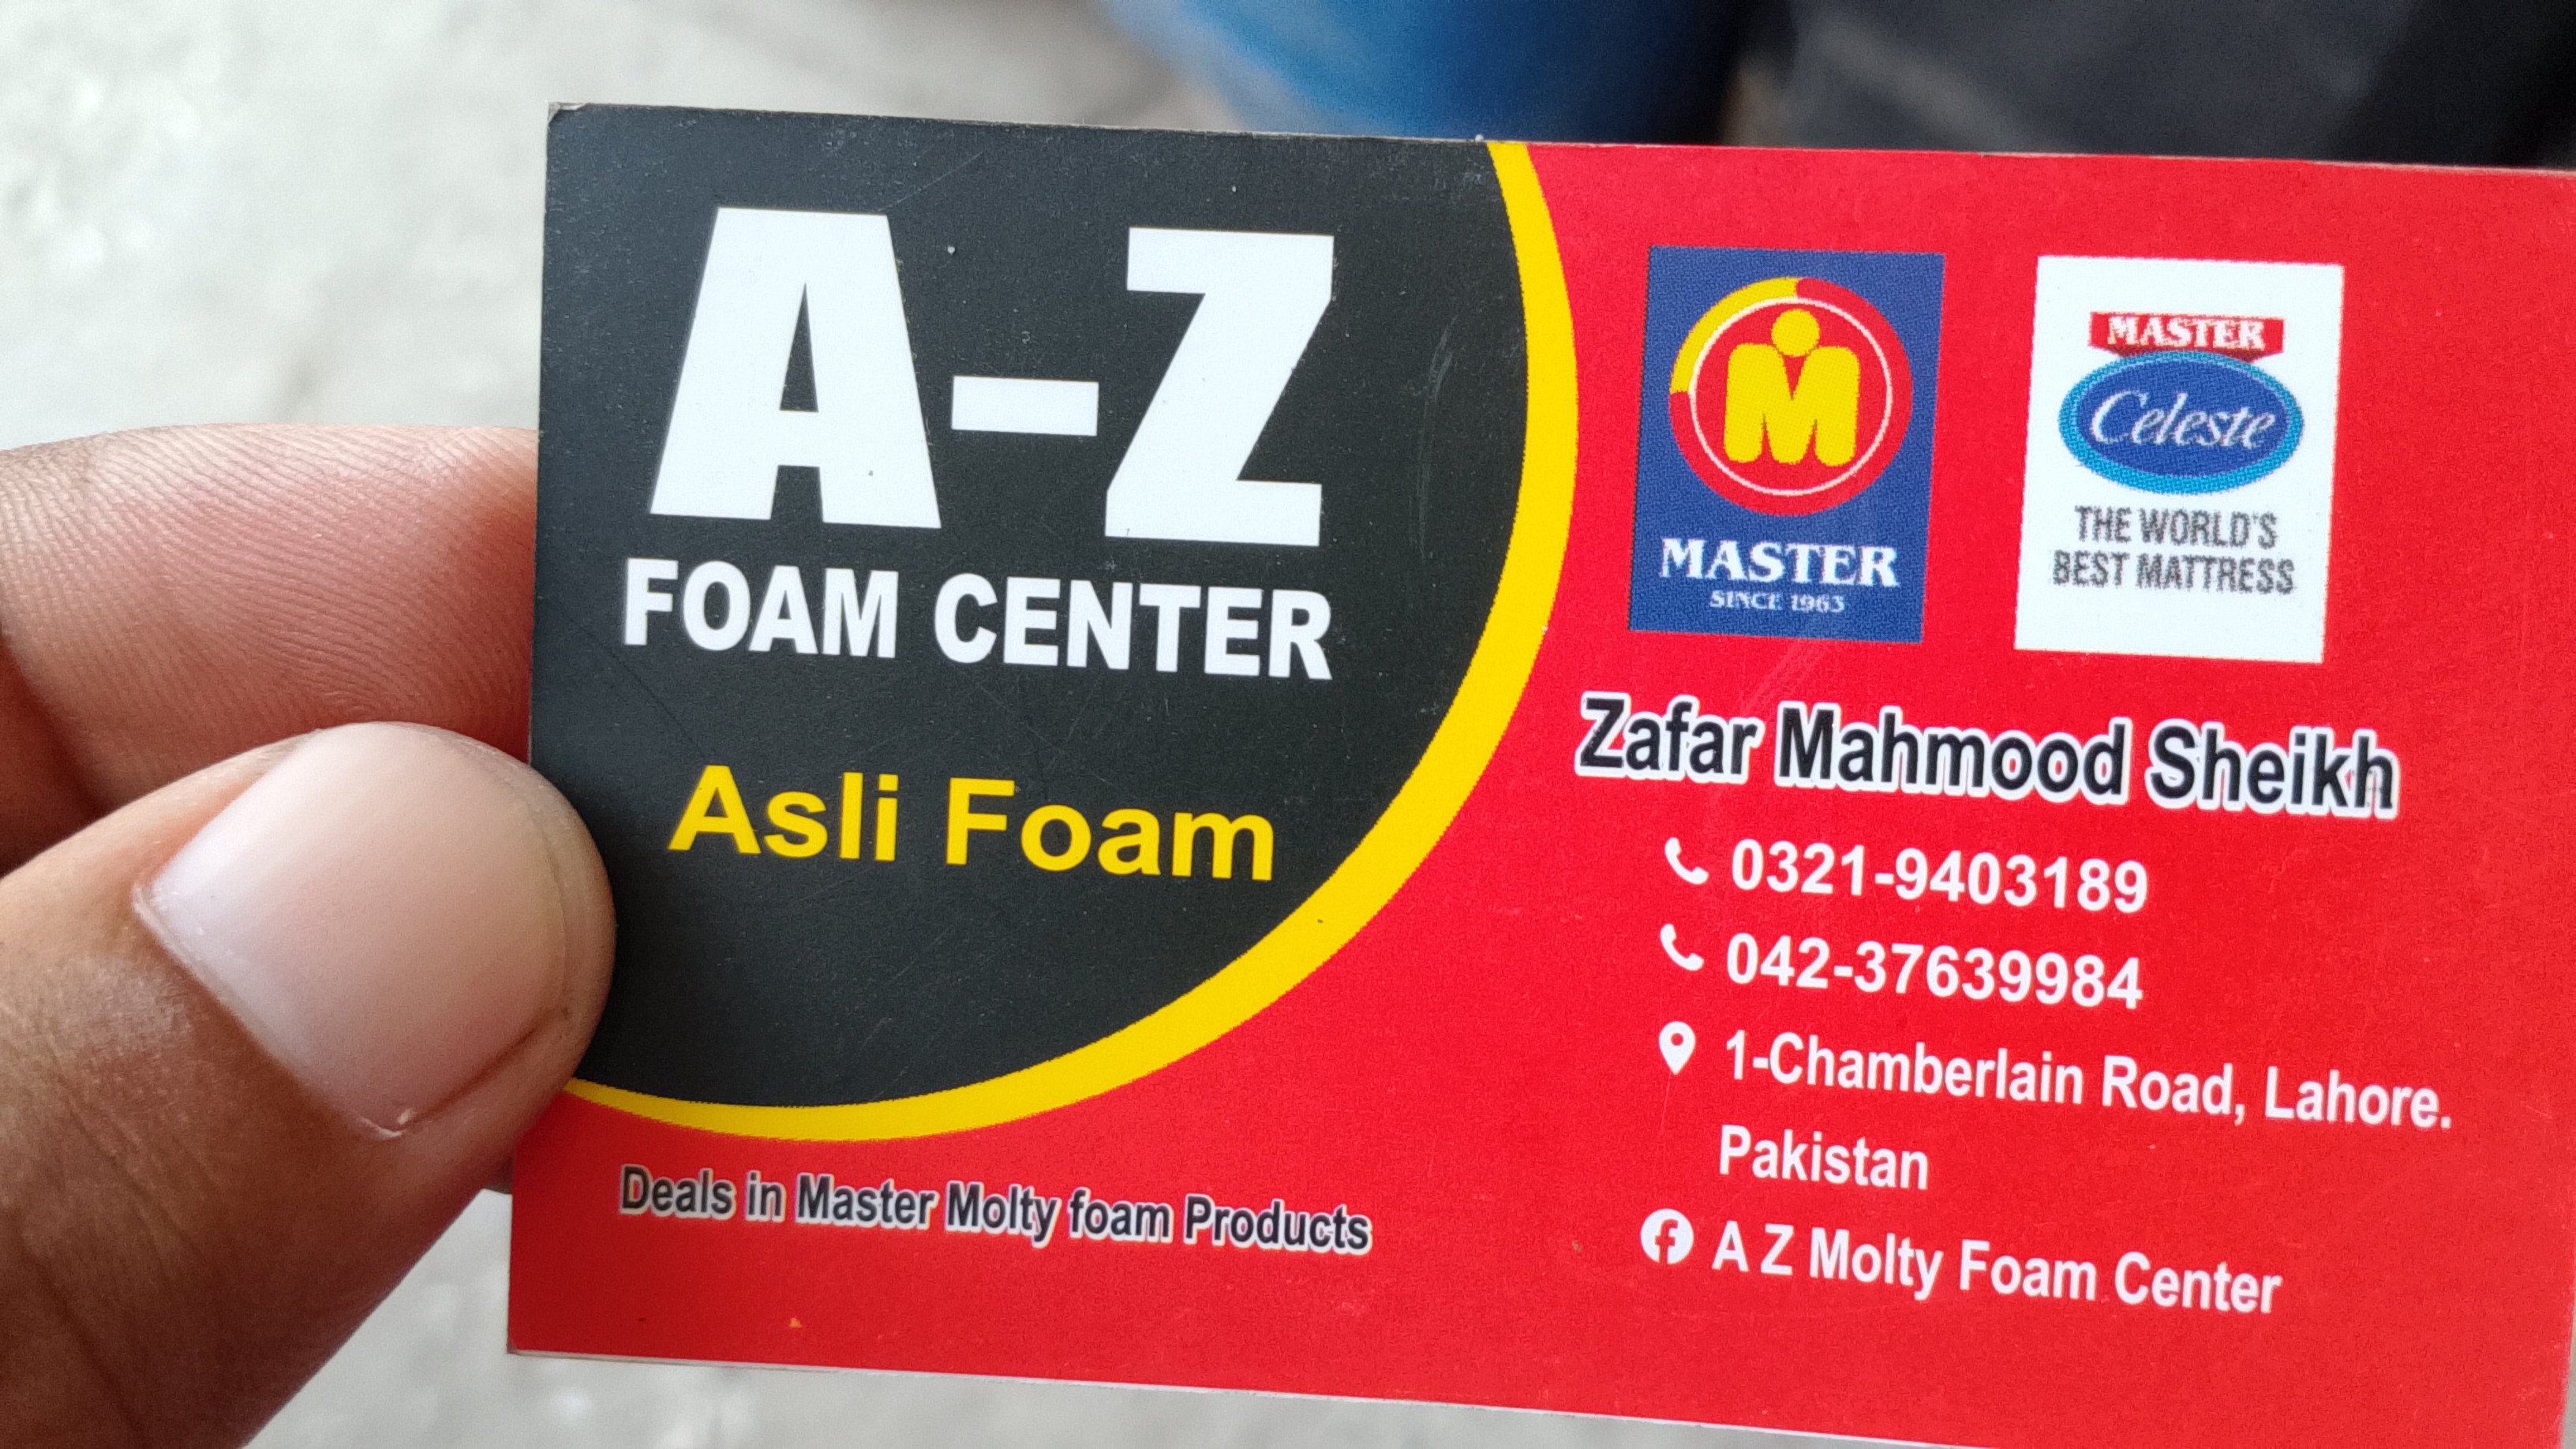 A-Z
FOAM CENTER
Asli Foam
Deals in Master Molty foam Products
M
MASTER
SINCE 1963
MASTER
Celeste
THE WORLD'S
BEST MATTRESS
Zafar Mahmood Sheikh
0321-9403189
042-37639984
1-Chamberlain Road, Lahore.
Pakistan
A Z Molty Foam Center